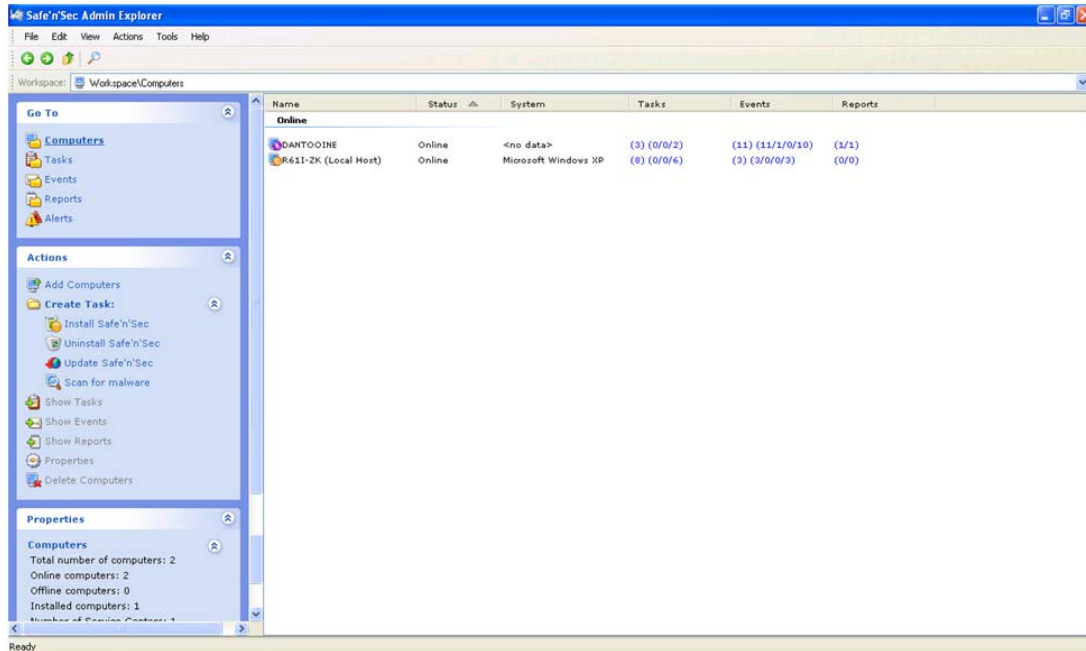 Safe'n'Sec Admin Explorer
File Edit View Actions Tools Help
Workspace: Workspace\Computers
Go To
Computers
Tasks
Events
Reports
Alerts
Actions
Add Computers
Create Task:
Install Safe'n'Sec
Uninstall Safe'n'Sec
Update Safe'n'Sec
Scan for malware
Show Tasks
Show Events
Show Reports
Properties
Delete Computers
Properties
Computers
Total number of computers: 2
Online computers: 2
Offline computers: 0
Installed computers: 1
Number of Service Centers: 1
Name Status System Tasks Events Reports
Online
DANTOOINE Online <no data> (3) (0/0/2) (11) (11/1/0/10) (1/1)
R61I-ZK (Local Host) Online Microsoft Windows XP (8) (0/0/6) (3) (3/0/0/3) (0/0)
Ready